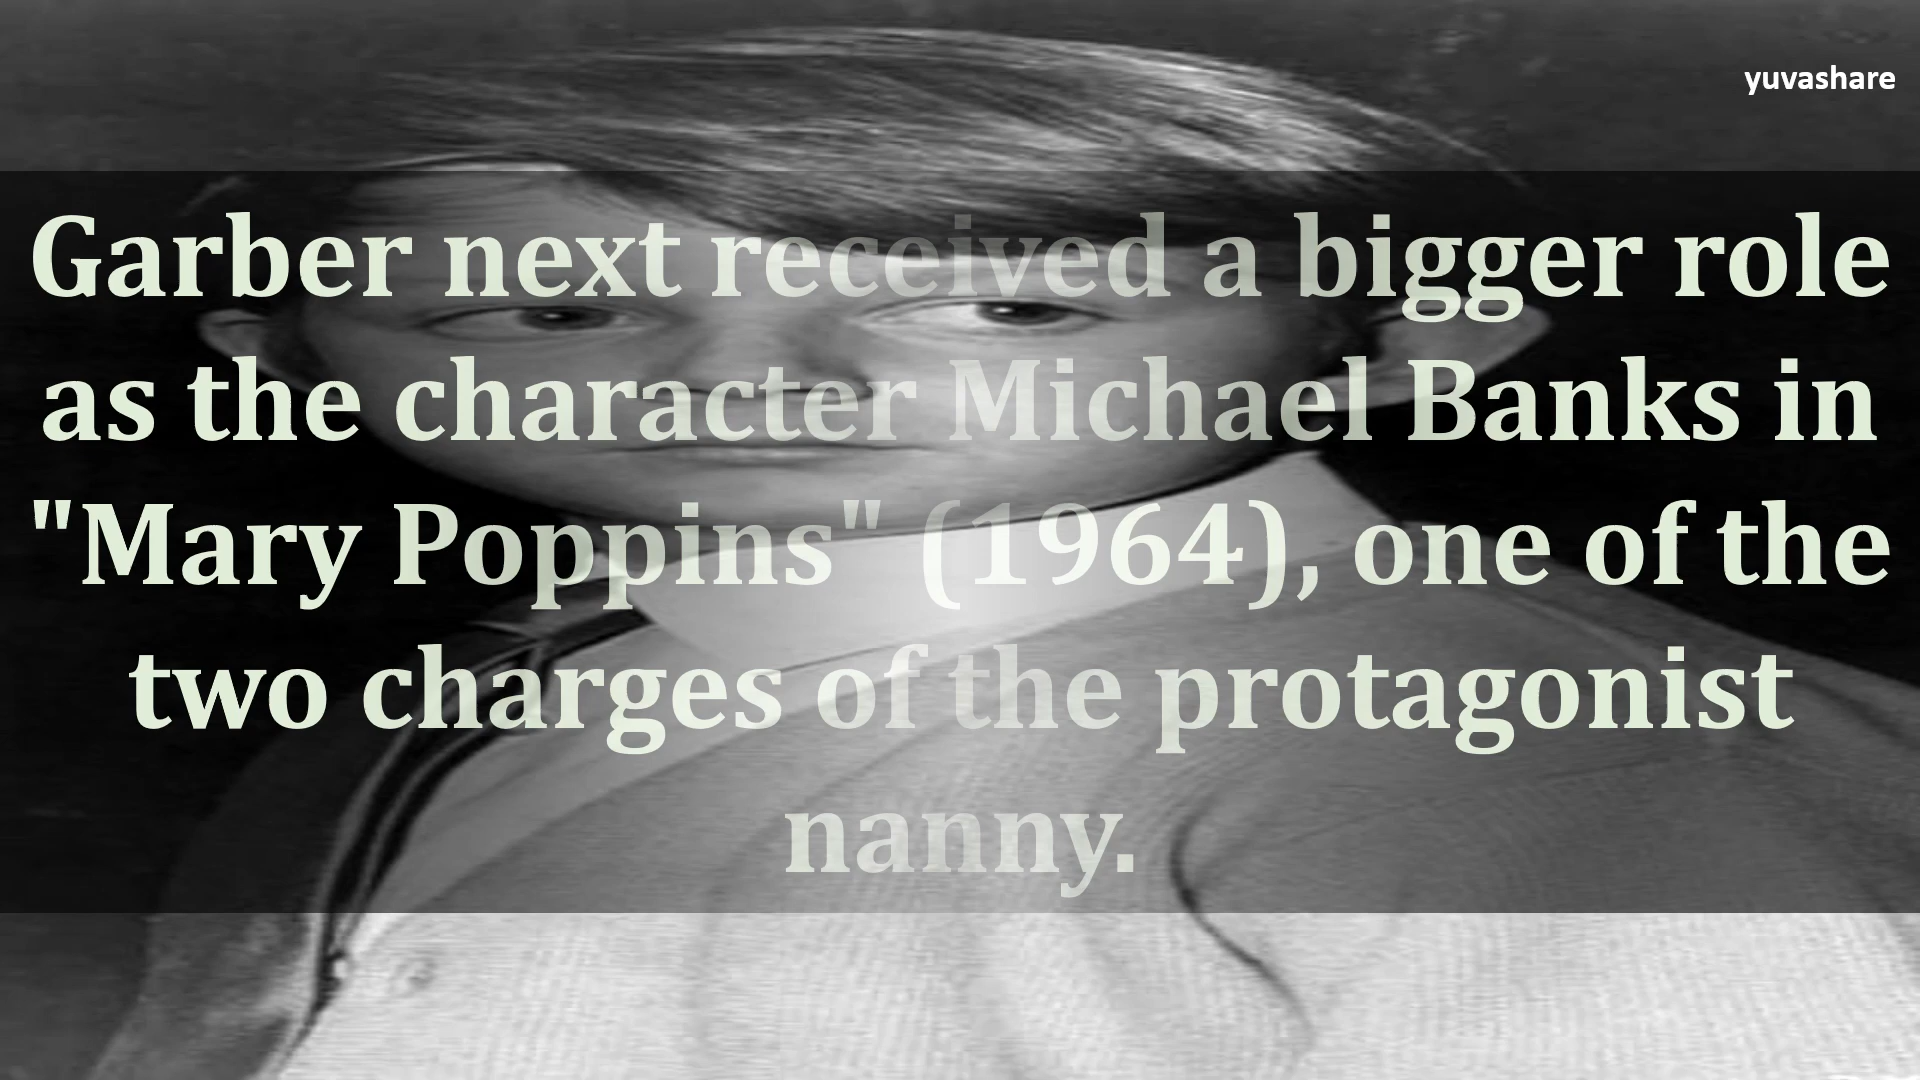 yuvashare
Garber next received a bigger role
as the character Michael Banks in
"Mary Poppins" (1964), one of the
two charges of the protagonist
nanny.